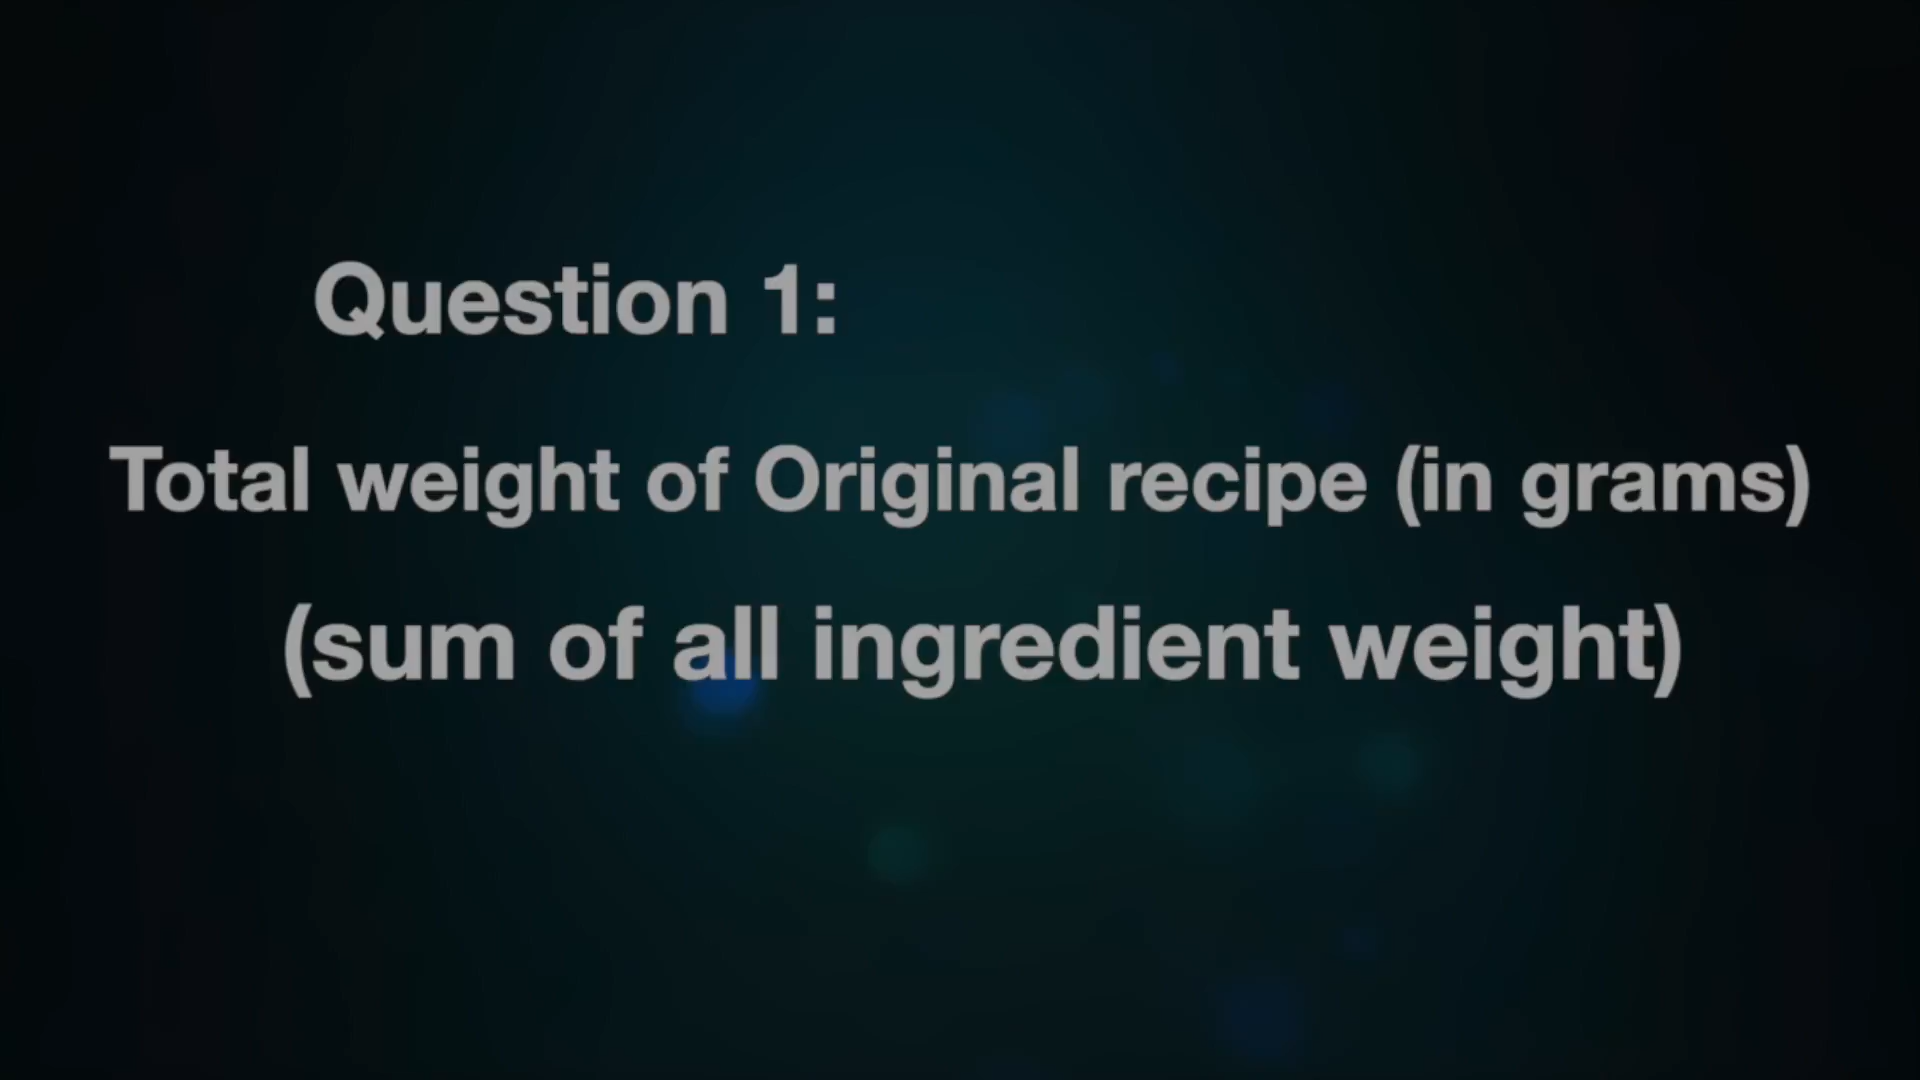 Question 1:
Total weight of Original recipe (in grams)
(sum of all ingredient weight)